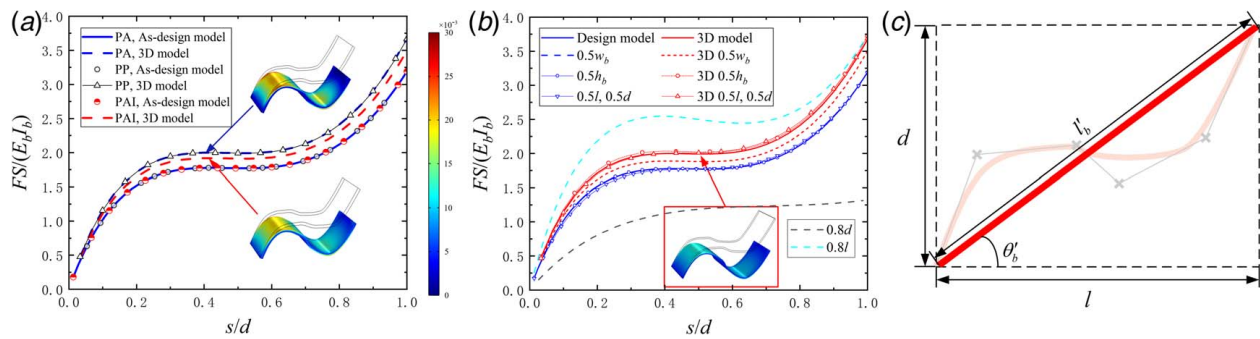 (a)
4.0
3.5
3.0
2.5
2.0
1.5
1.0
0.5
0.0
FS/(E_bI_b)
PA, As-design model
PA, 3D model
PP, As-design model
PP, 3D model
PAI, As-design model
PAI, 3D model
0.0 0.2 0.4 0.6 0.8 1.0
s/d
×10⁻³
30
25
20
15
10
5
0
(b)
4.0
3.5
3.0
2.5
2.0
1.5
1.0
0.5
0.0
FS/(E_bI_b)
Design model 3D model
0.5w_b 3D 0.5w_b
0.5h_b 3D 0.5h_b
0.5l, 0.5d 3D 0.5l, 0.5d
0.8d
0.8l
0.0 0.2 0.4 0.6 0.8 1.0
s/d
(c)
d
l′_b
θ′_b
l